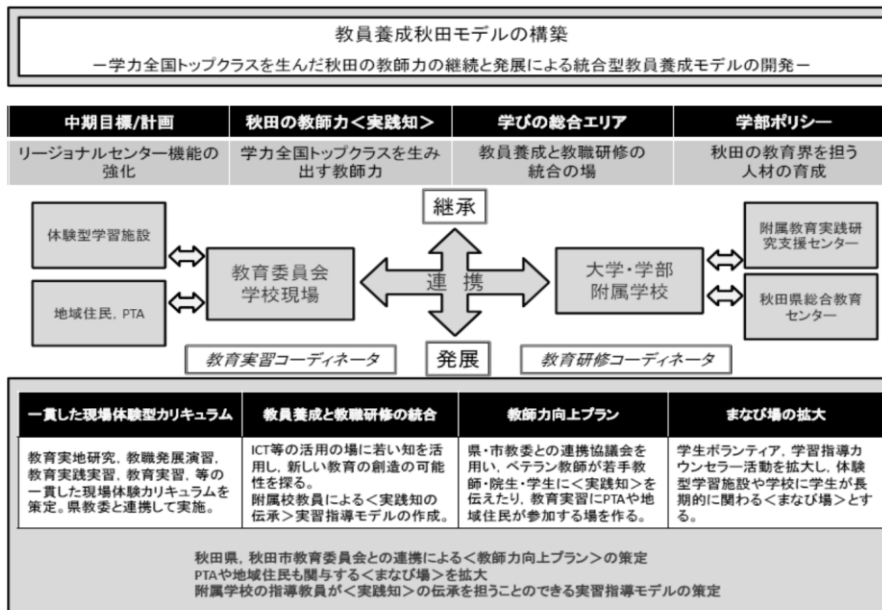 教員養成秋田モデルの構築
ー学力全国トップクラスを生んだ秋田の教師力の継続と発展による統合型教員養成モデルの開発ー
中期目標/計画
秋田の教師力<実践知>
学びの総合エリア
学部ポリシー
リージョナルセンター機能の
強化
学力全国トップクラスを生み
出す教師力
教員養成と教職研修の
統合の場
秋田の教育界を担う
人材の育成
継承
体験型学習施設
地域住民, PTA
教育委員会
学校現場
連 携
大学・学部
附属学校
附属教育実践研
究支援センター
秋田県総合教育
センター
教育実習コーディネータ
発展
教育研修コーディネータ
一貫した現場体験型カリキュラム
教育実地研究, 教職発展演習,
教育実践実習, 教育実習, 等の
一貫した現場体験カリキュラムを
策定。県教委と連携して実施。
教員養成と教職研修の統合
ICT等の活用の場に若い知を
活用し, 新しい教育の創造の可能
性を探る。
附属校教員による<実践知の
伝承>実習指導モデルの作成。
教師力向上プラン
県・市教委との連携協議会を
用い, ベテラン教師が若手教
師・院生・学生に<実践知>を
伝えたり, 教育実習にPTAや地
域住民が参加する場を作る。
まなび場の拡大
学生ボランティア, 学習指導カ
ウンセラー活動を拡大し, 体験
型学習施設や学校に学生が長
期的に関わる<まなび場>とす
る。
秋田県, 秋田市教育委員会との連携による<教師力向上プラン>の策定
PTAや地域住民も関与する<まなび場>を拡大
附属学校の指導教員が<実践知>の伝承を担うことのできる実習指導モデルの策定